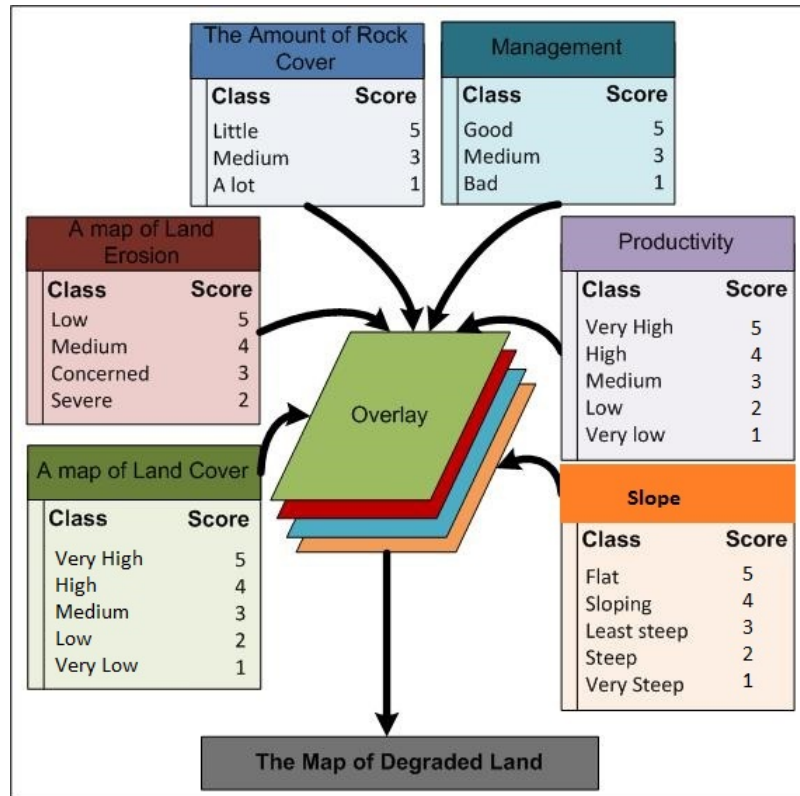 The Amount of Rock
Cover
Class Score
Little 5
Medium 3
A lot 1
Management
Class Score
Good 5
Medium 3
Bad 1
A map of Land
Erosion
Class Score
Low 5
Medium 4
Concerned 3
Severe 2
Productivity
Class Score
Very High 5
High 4
Medium 3
Low 2
Very low 1
Overlay
A map of Land Cover
Class Score
Very High 5
High 4
Medium 3
Low 2
Very Low 1
Slope
Class Score
Flat 5
Sloping 4
Least steep 3
Steep 2
Very Steep 1
The Map of Degraded Land